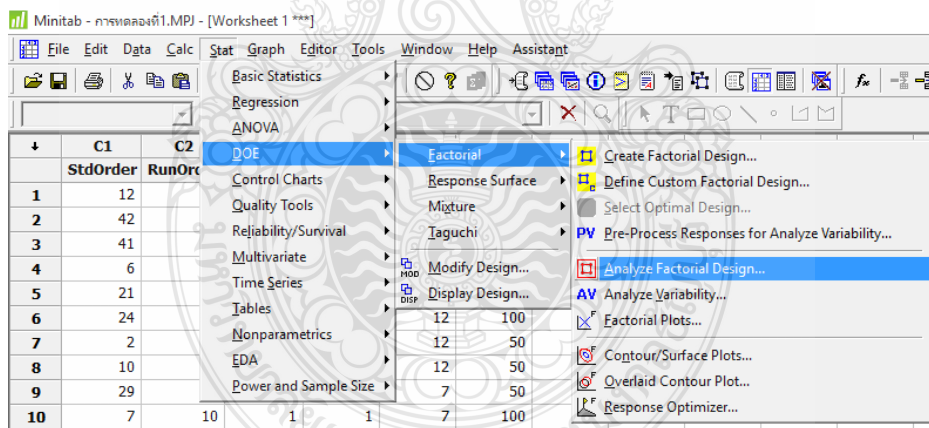 Minitab - การทดลองที่1.MPJ - [Worksheet 1 ***]
File Edit Data Calc Stat Graph Editor Tools Window Help Assistant
Basic Statistics
Regression
ANOVA
DOE
Control Charts
Quality Tools
Reliability/Survival
Multivariate
Time Series
Tables
Nonparametrics
EDA
Power and Sample Size
Factorial
Response Surface
Mixture
Taguchi
MOD Modify Design...
DISP Display Design...
Create Factorial Design...
Define Custom Factorial Design...
Select Optimal Design...
PV Pre-Process Responses for Analyze Variability...
Analyze Factorial Design...
AV Analyze Variability...
Factorial Plots...
Contour/Surface Plots...
Overlaid Contour Plot...
Response Optimizer...
C1 C2
StdOrder RunOrd
1 12
2 42
3 41
4 6
5 21
6 24 12 100
7 2 12 50
8 10 12 50
9 29 7 50
10 7 10 1 1 7 100